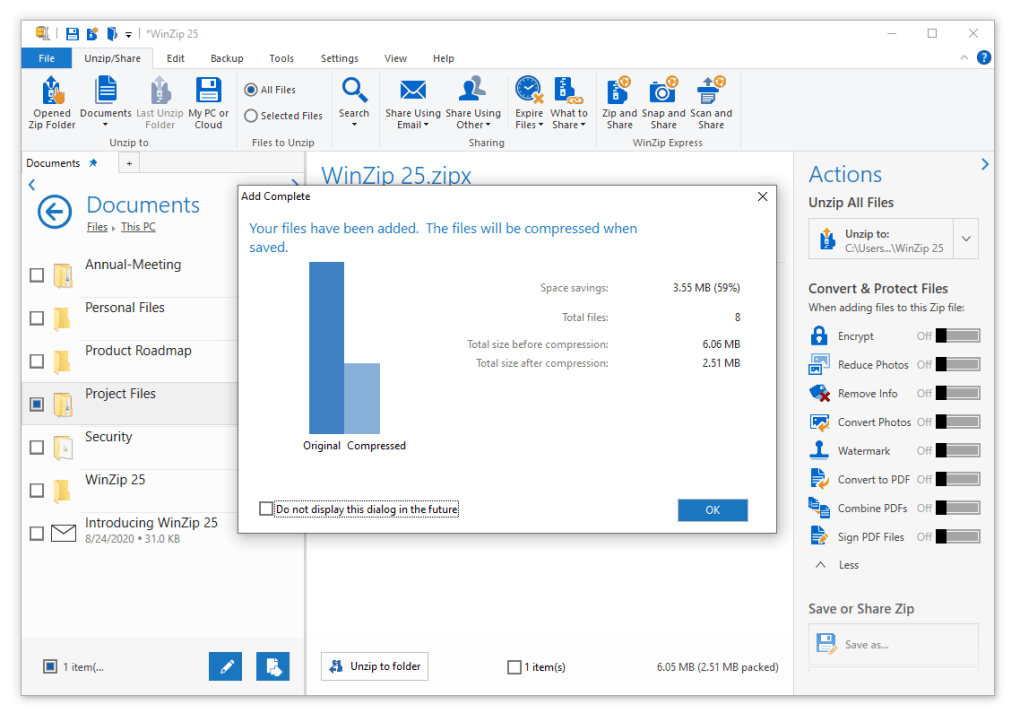 *WinZip 25
File Unzip/Share Edit Backup Tools Settings View Help
Opened Zip Folder
Documents
Last Unzip Folder
My PC or Cloud
Unzip to
All Files
Selected Files
Files to Unzip
Search
Share Using Email
Share Using Other
Expire Files
What to Share
Sharing
Zip and Share
Snap and Share
Scan and Share
WinZip Express
Documents +
Documents
Files This PC
Annual-Meeting
Personal Files
Product Roadmap
Project Files
Security
WinZip 25
Introducing WinZip 25
8/24/2020 • 31.0 KB
1 item(...
WinZip 25.zipx
Add Complete
Your files have been added. The files will be compressed when
saved.
Space savings: 3.55 MB (59%)
Total files: 8
Total size before compression: 6.06 MB
Total size after compression: 2.51 MB
Original Compressed
Do not display this dialog in the future
OK
Unzip to folder
1 item(s)
6.05 MB (2.51 MB packed)
Actions
Unzip All Files
Unzip to:
C:\Users...\WinZip 25
Convert & Protect Files
When adding files to this Zip file:
Encrypt Off
Reduce Photos Off
Remove Info Off
Convert Photos Off
Watermark Off
Convert to PDF Off
Combine PDFs Off
Sign PDF Files Off
Less
Save or Share Zip
Save as...